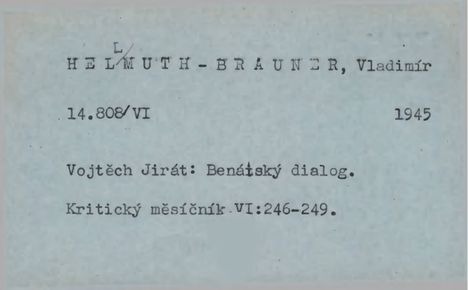 HELLMUTH-BRAUNER, Vladimír
14.808/VI 1945
Vojtěch Jirát: Benátský dialog.
Kritický měsíčník VI:246-249.